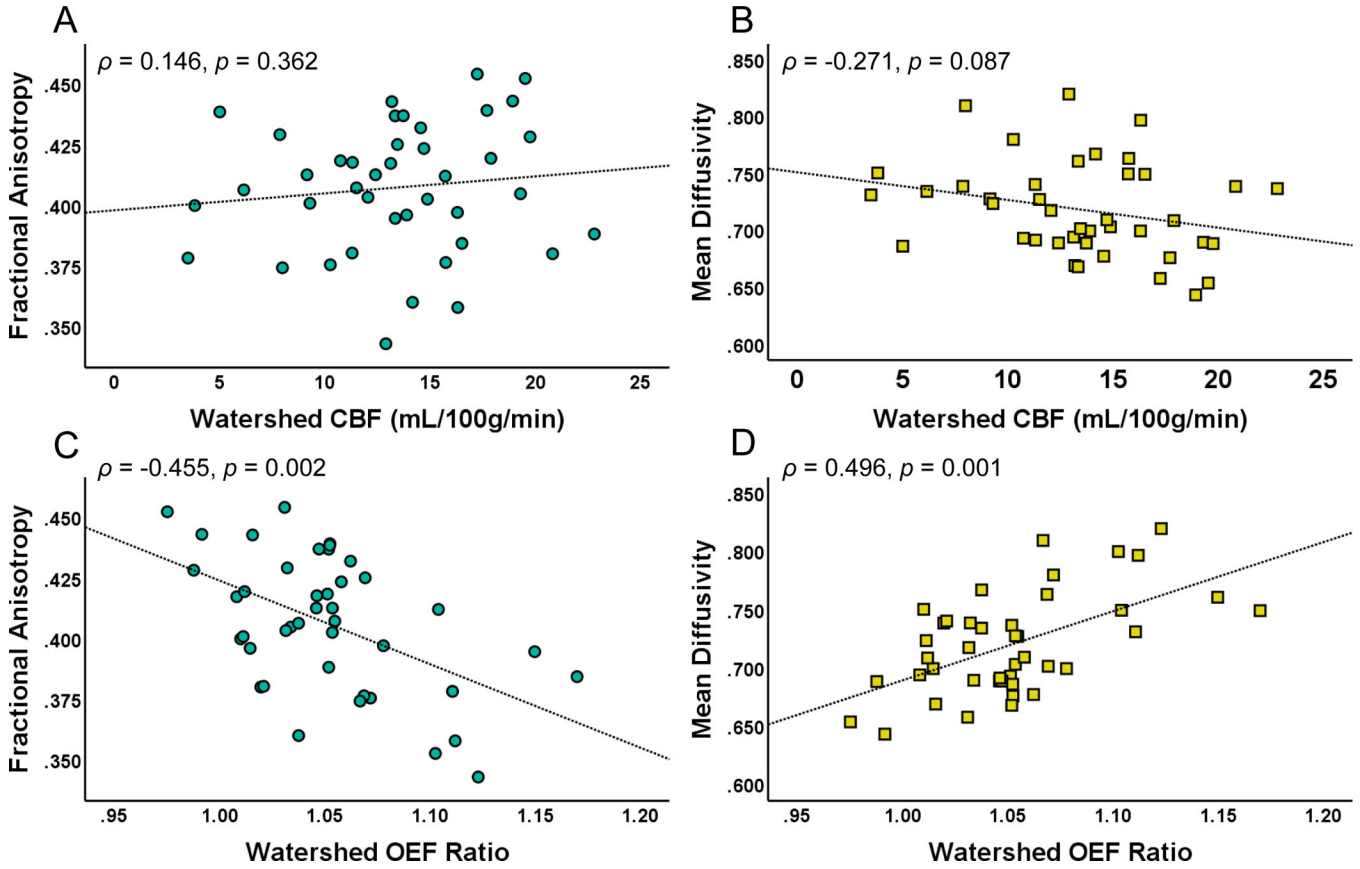 A
ρ = 0.146, p = 0.362
Fractional Anisotropy
.450
.425
.400
.375
.350
0 5 10 15 20 25
Watershed CBF (mL/100g/min)
B
ρ = -0.271, p = 0.087
Mean Diffusivity
.850
.800
.750
.700
.650
.600
0 5 10 15 20 25
Watershed CBF (mL/100g/min)
C
ρ = -0.455, p = 0.002
Fractional Anisotropy
.450
.425
.400
.375
.350
.95 1.00 1.05 1.10 1.15 1.20
Watershed OEF Ratio
D
ρ = 0.496, p = 0.001
Mean Diffusivity
.850
.800
.750
.700
.650
.600
.95 1.00 1.05 1.10 1.15 1.20
Watershed OEF Ratio